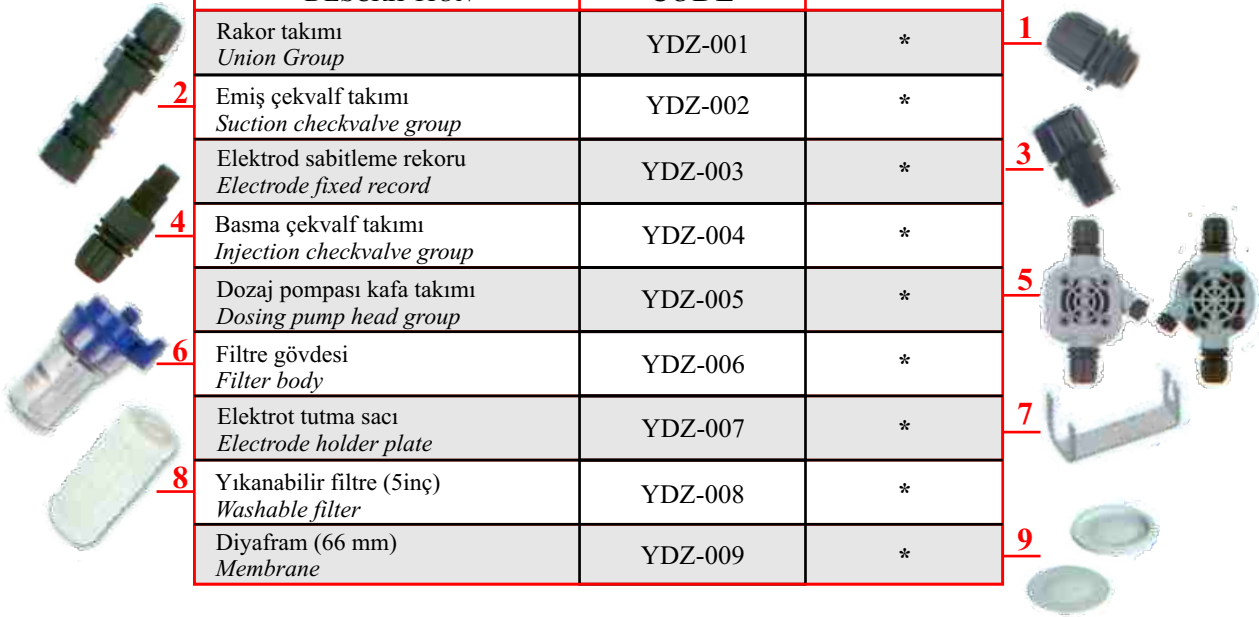 DESCRIPTION CODE
Rakor takımı
Union Group
YDZ-001 * 1
2 Emiş çekvalf takımı
Suction checkvalve group
YDZ-002 *
Elektrod sabitleme rekoru
Electrode fixed record
YDZ-003 * 3
4 Basma çekvalf takımı
Injection checkvalve group
YDZ-004 *
Dozaj pompası kafa takımı
Dosing pump head group
YDZ-005 * 5
6 Filtre gövdesi
Filter body
YDZ-006 *
Elektrot tutma sacı
Electrode holder plate
YDZ-007 * 7
8 Yıkanabilir filtre (5inç)
Washable filter
YDZ-008 *
Diyafram (66 mm)
Membrane
YDZ-009 * 9